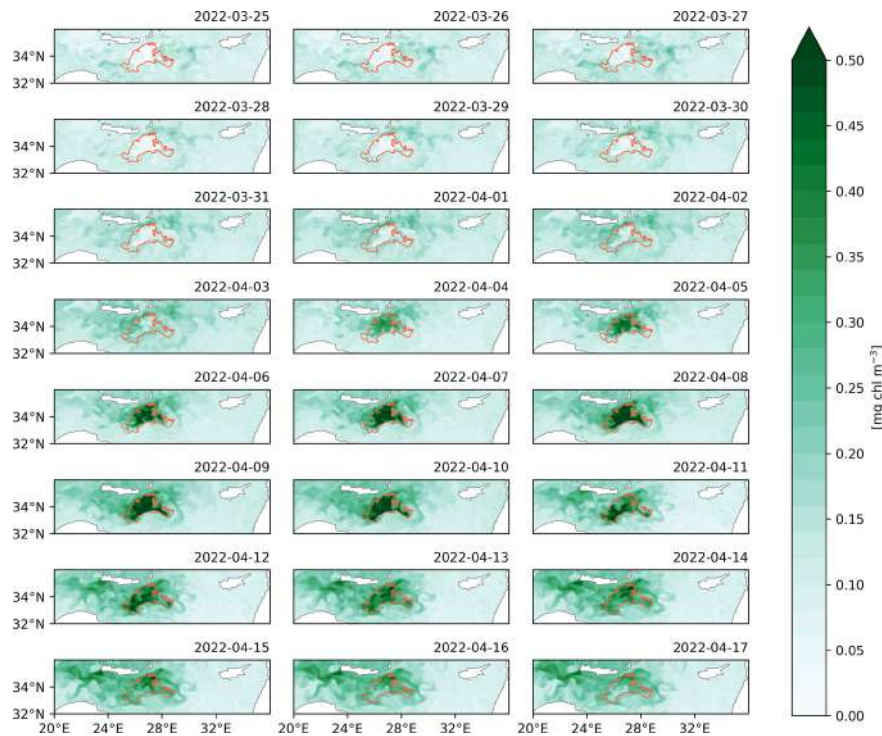 2022-03-25 2022-03-26 2022-03-27
34°N
32°N
2022-03-28 2022-03-29 2022-03-30
34°N
32°N
2022-03-31 2022-04-01 2022-04-02
34°N
32°N
2022-04-03 2022-04-04 2022-04-05
34°N
32°N
2022-04-06 2022-04-07 2022-04-08
34°N
32°N
2022-04-09 2022-04-10 2022-04-11
34°N
32°N
2022-04-12 2022-04-13 2022-04-14
34°N
32°N
2022-04-15 2022-04-16 2022-04-17
34°N
32°N
20°E 24°E 28°E 32°E 20°E 24°E 28°E 32°E 20°E 24°E 28°E 32°E
0.50
0.45
0.40
0.35
0.30
0.25
0.20
0.15
0.10
0.05
0.00
[mg chl m⁻³]